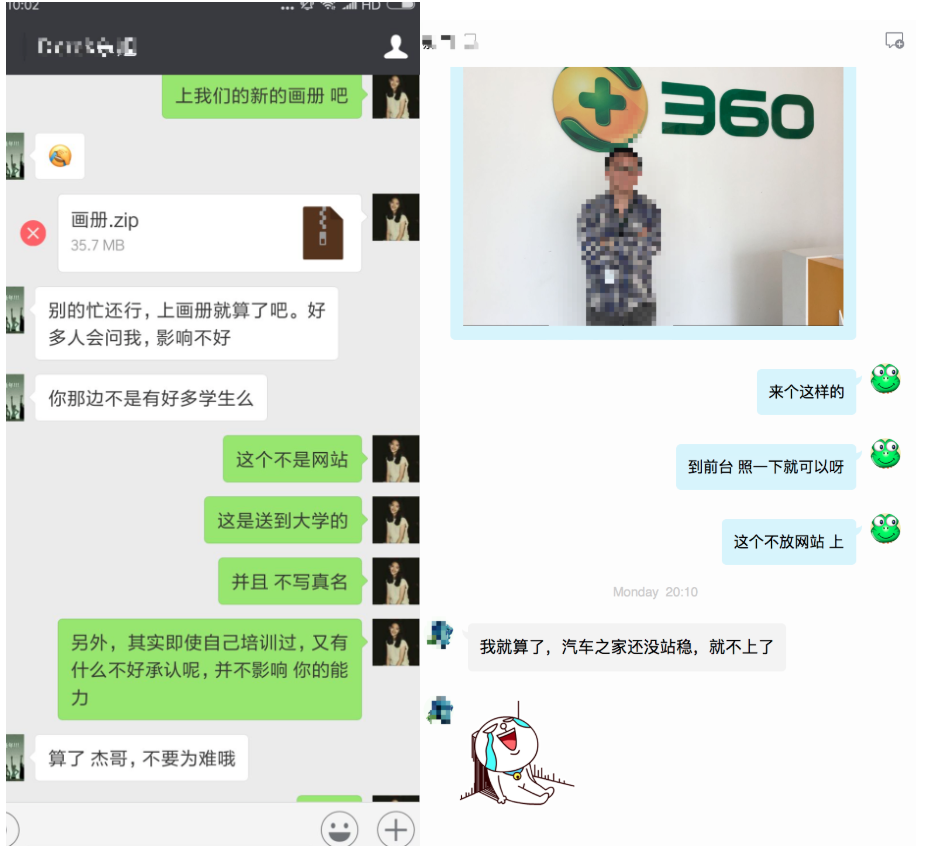 10:02
HD
上我们的新的画册 吧
画册.zip
35.7 MB
别的忙还行，上画册就算了吧。好
多人会问我，影响不好
你那边不是有好多学生么
这个不是网站
这是送到大学的
并且 不写真名
另外，其实即使自己培训过，又有
什么不好承认呢，并不影响 你的能
力
算了 杰哥，不要为难哦
360
来个这样的
到前台 照一下就可以呀
这个不放网站 上
Monday 20:10
我就算了，汽车之家还没站稳，就不上了